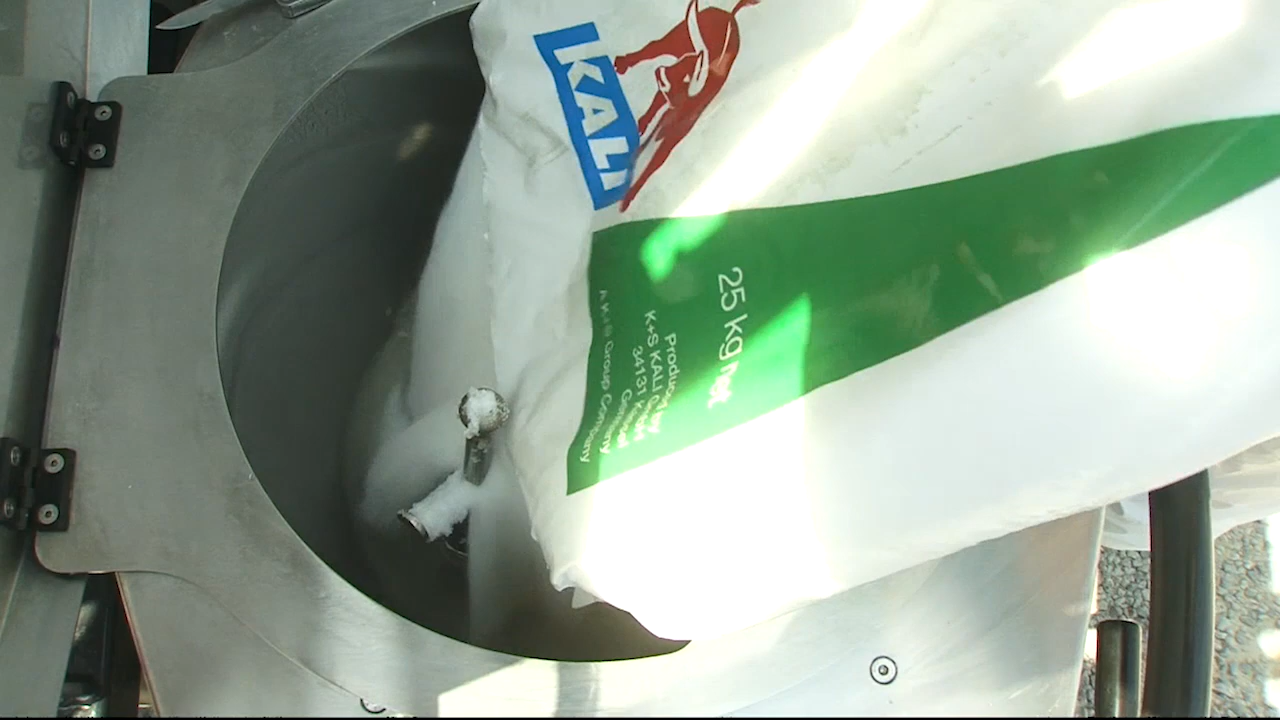 KALI
25 kg net
Produced by
K+S KALI GmbH
34131 Kassel
Germany
A K+S Group Company